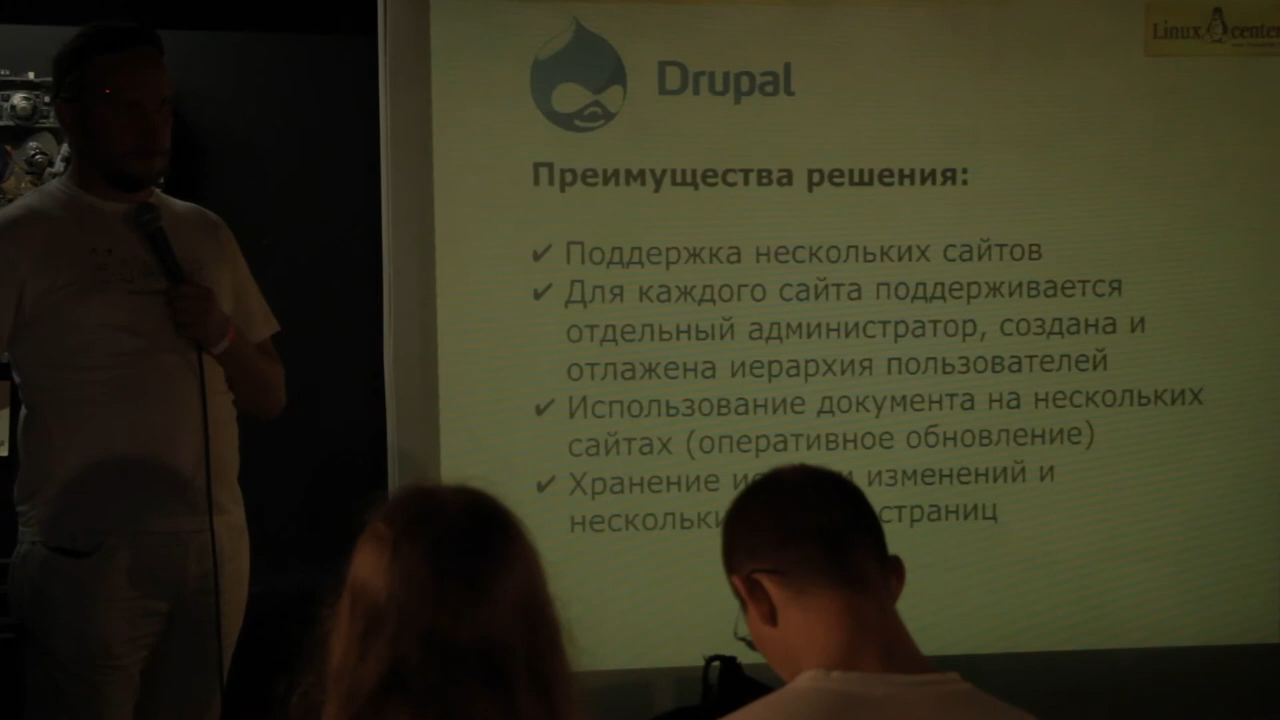 Linux center
Drupal
Преимущества решения:
✔ Поддержка нескольких сайтов
✔ Для каждого сайта поддерживается
отдельный администратор, создана и
отлажена иерархия пользователей
✔ Использование документа на нескольких
сайтах (оперативное обновление)
✔ Хранение изменений и
страниц